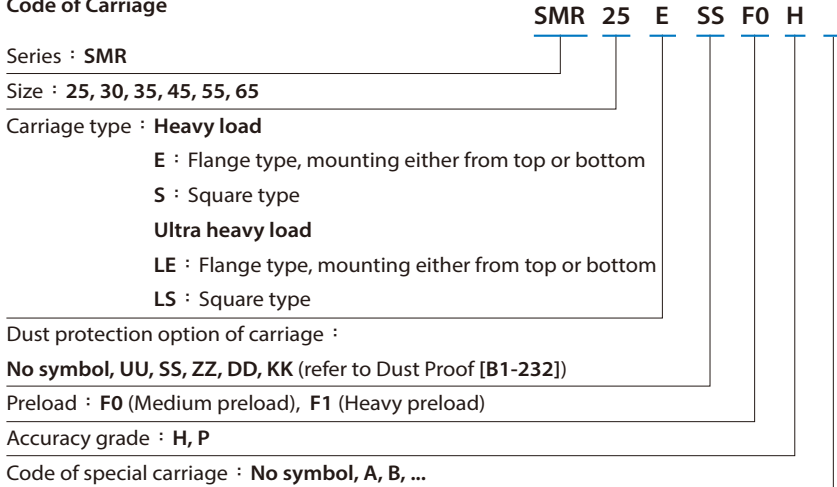 Code of Carriage
SMR 25 E SS F0 H
Series：SMR
Size：25, 30, 35, 45, 55, 65
Carriage type：Heavy load
E：Flange type, mounting either from top or bottom
S：Square type
Ultra heavy load
LE：Flange type, mounting either from top or bottom
LS：Square type
Dust protection option of carriage：
No symbol, UU, SS, ZZ, DD, KK (refer to Dust Proof [B1-232])
Preload：F0 (Medium preload), F1 (Heavy preload)
Accuracy grade：H, P
Code of special carriage：No symbol, A, B, ...